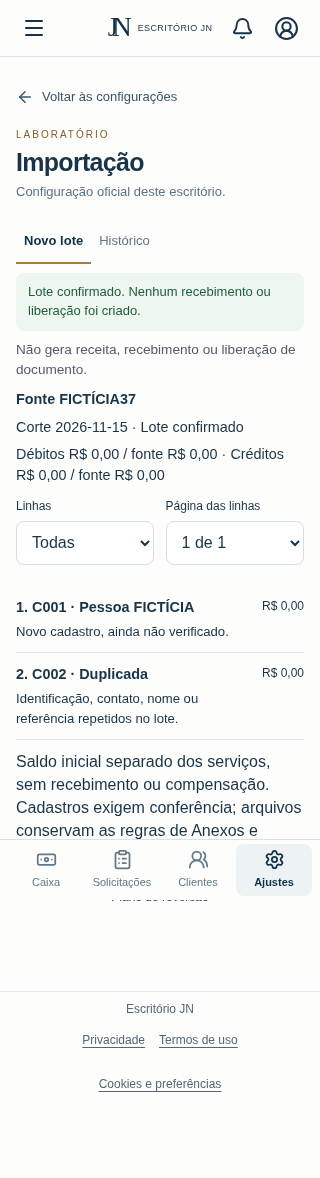 JN ESCRITÓRIO JN
Voltar às configurações
LABORATÓRIO
Importação
Configuração oficial deste escritório.
Novo lote Histórico
Lote confirmado. Nenhum recebimento ou
liberação foi criado.
Não gera receita, recebimento ou liberação de
documento.
Fonte FICTÍCIA37
Corte 2026-11-15 · Lote confirmado
Débitos R$ 0,00 / fonte R$ 0,00 · Créditos
R$ 0,00 / fonte R$ 0,00
Linhas Página das linhas
Todas 1 de 1
1. C001 · Pessoa FICTÍCIA R$ 0,00
Novo cadastro, ainda não verificado.
2. C002 · Duplicada R$ 0,00
Identificação, contato, nome ou
referência repetidos no lote.
Saldo inicial separado dos serviços,
sem recebimento ou compensação.
Cadastros exigem conferência; arquivos
conservam as regras de Anexos e
Caixa Solicitações Clientes Ajustes
Escritório JN
Privacidade Termos de uso
Cookies e preferências